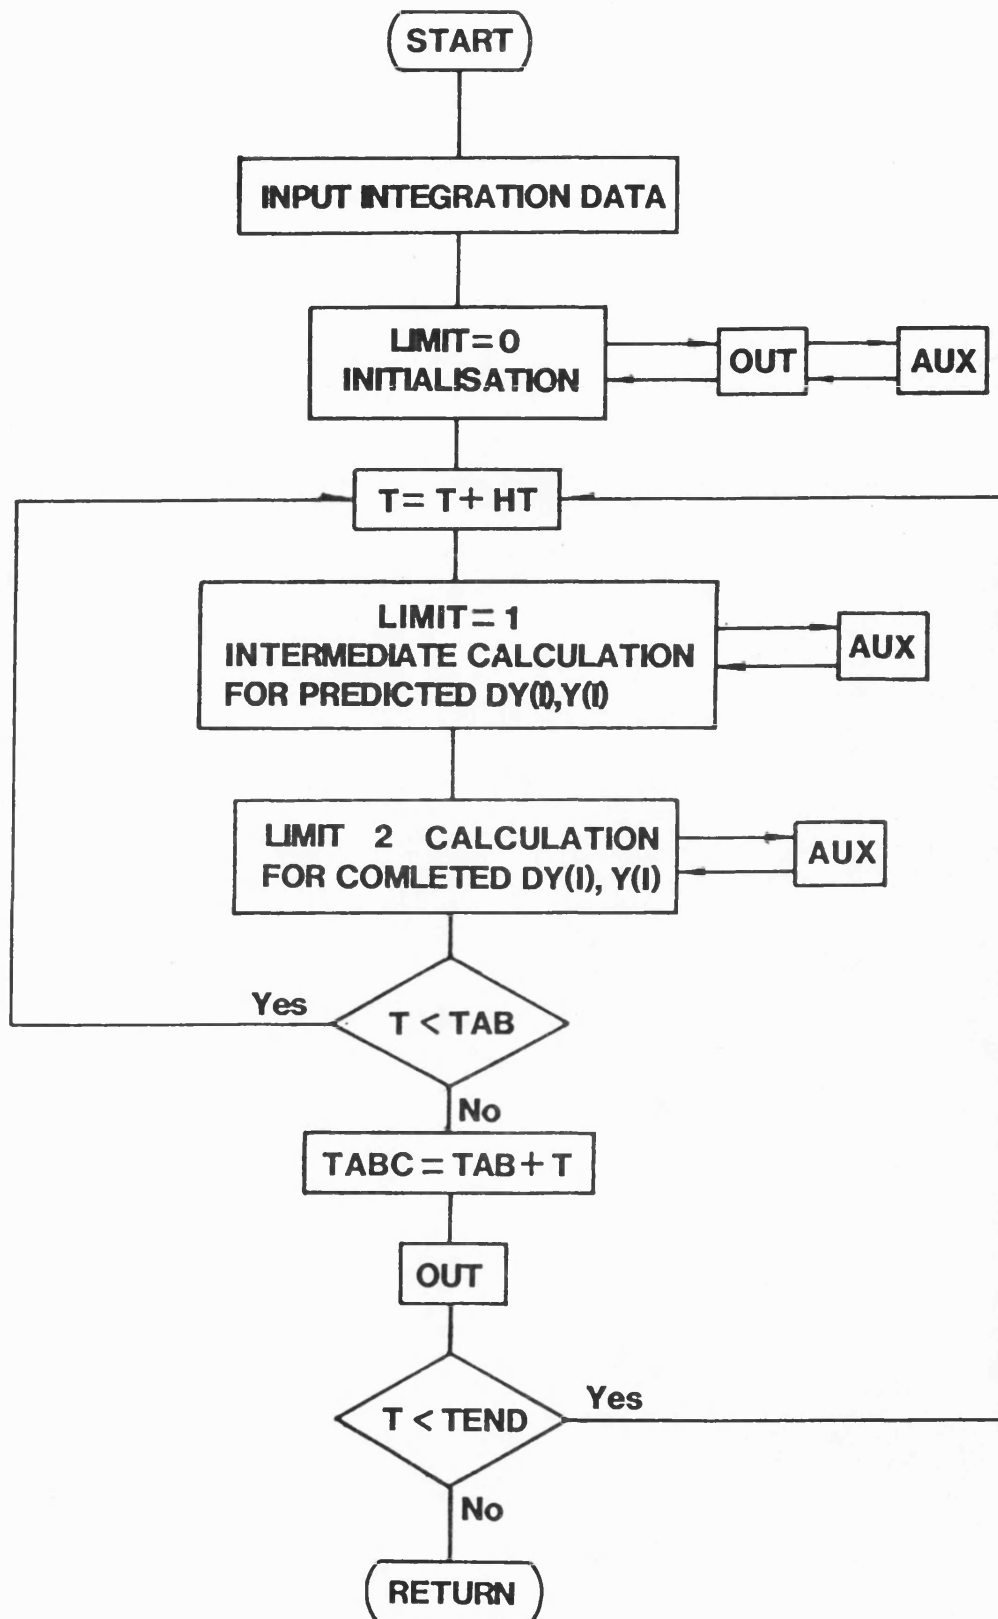 START
INPUT INTEGRATION DATA
LIMIT = 0
INITIALISATION
OUT
AUX
T = T + HT
LIMIT = 1
INTERMEDIATE CALCULATION
FOR PREDICTED DY(I),Y(I)
AUX
LIMIT 2 CALCULATION
FOR COMLETED DY(I), Y(I)
AUX
Yes
T < TAB
No
TABC = TAB + T
OUT
T < TEND
Yes
No
RETURN